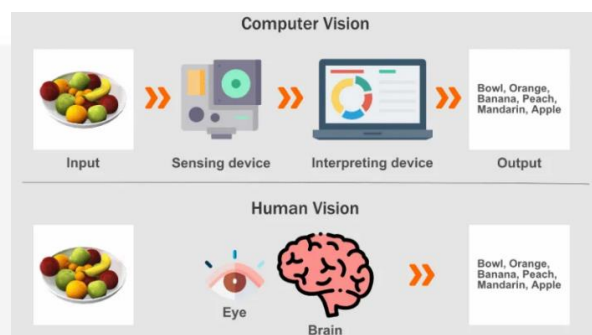 Computer Vision
Bowl, Orange,
Banana, Peach,
Mandarin, Apple
Input
Sensing device
Interpreting device
Output
Human Vision
Bowl, Orange,
Banana, Peach,
Mandarin, Apple
Eye
Brain